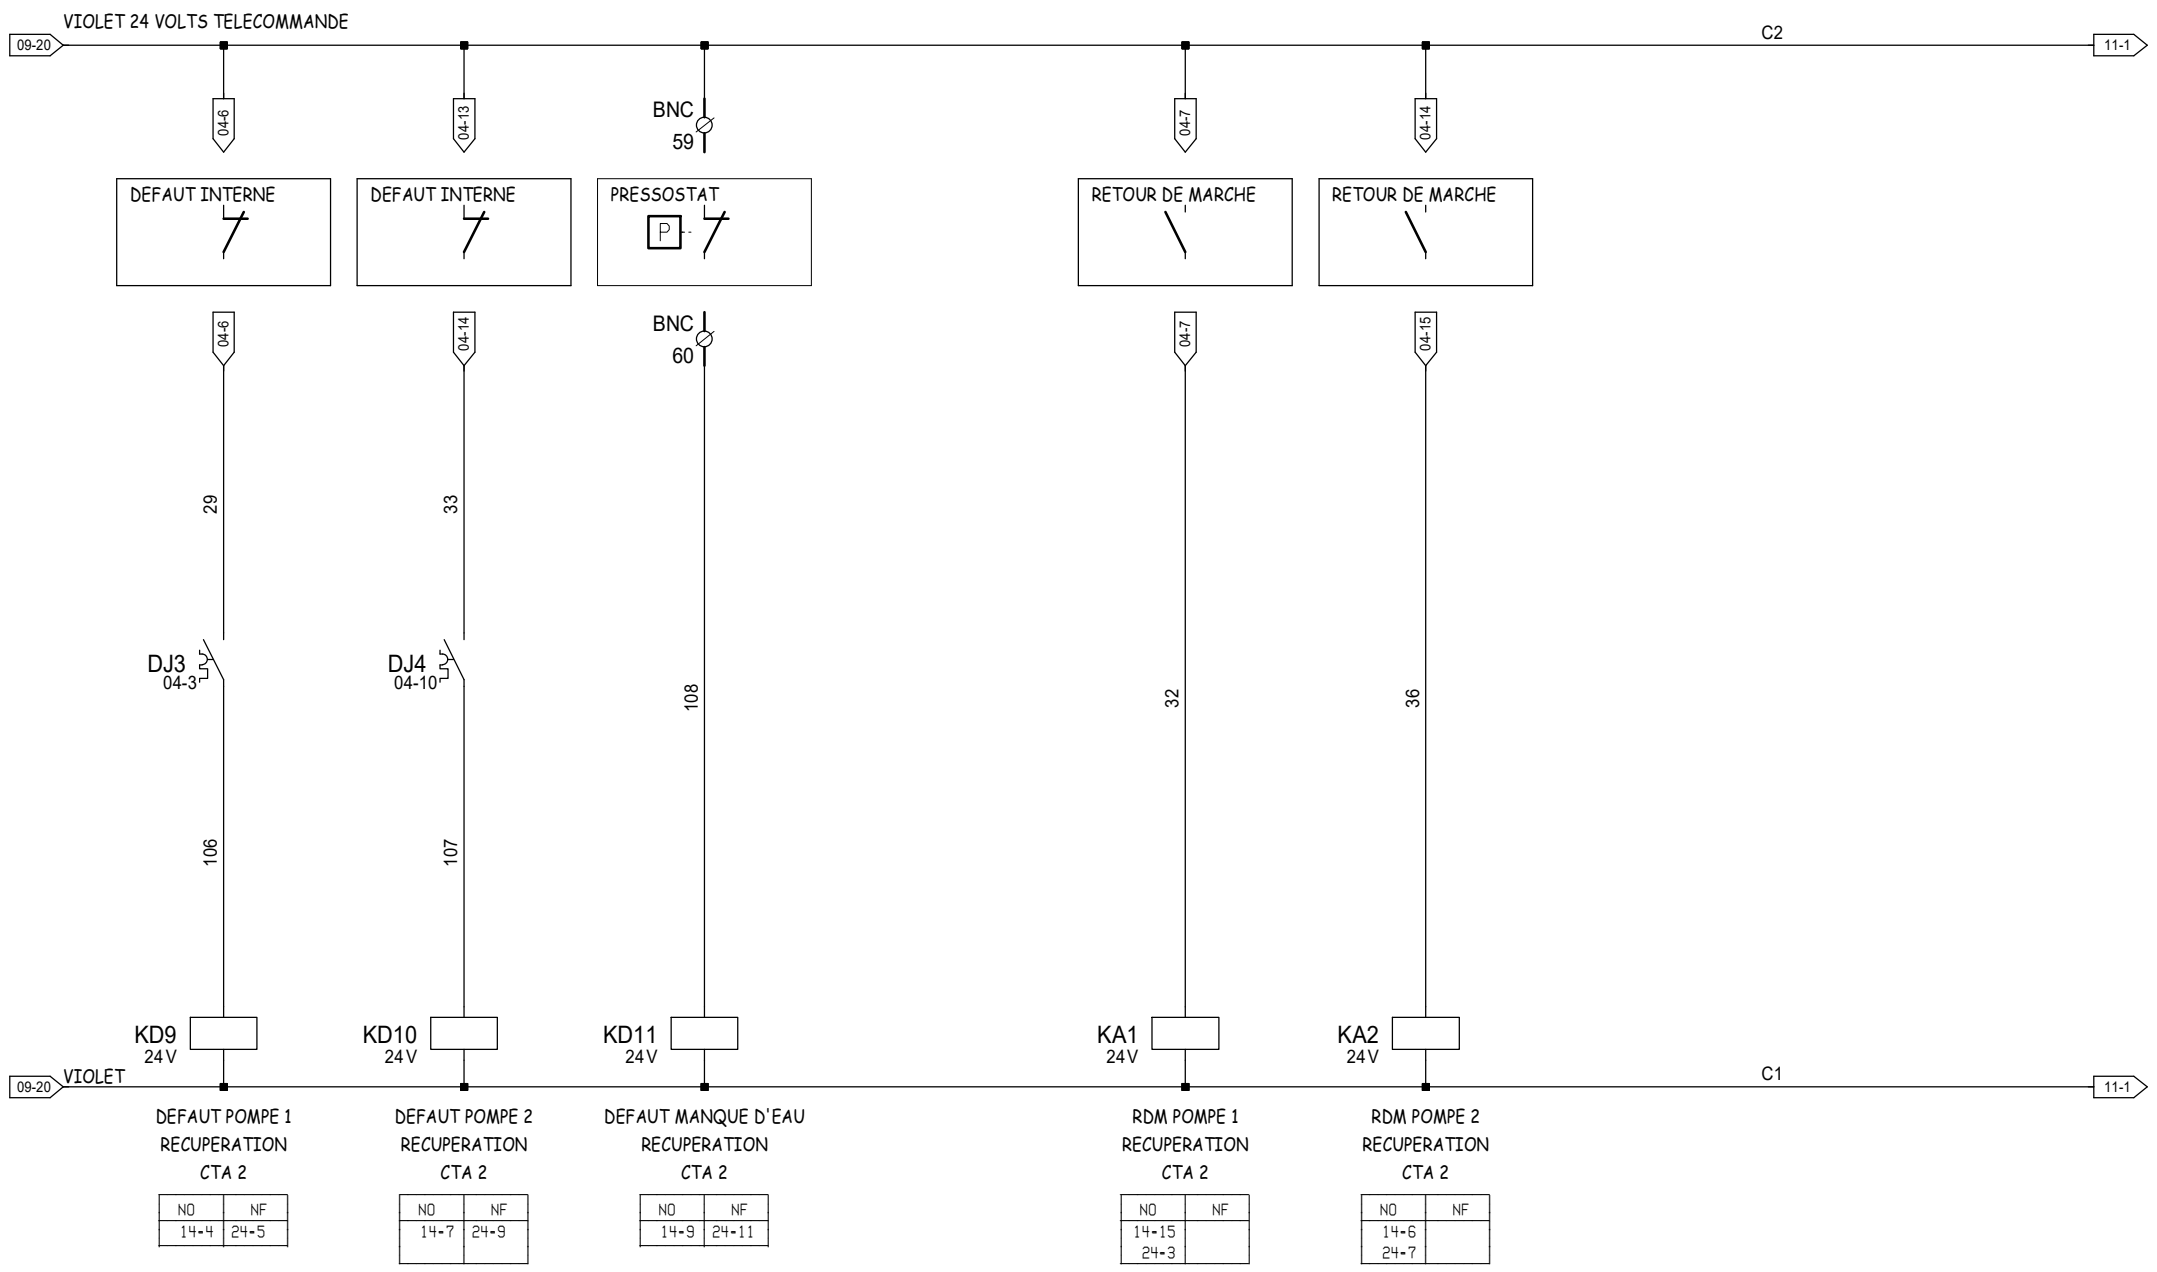 VIOLET 24 VOLTS TELECOMMANDE
09-20
C2
11-1
04-6
04-13
BNC
59
04-7
04-14
DEFAUT INTERNE
DEFAUT INTERNE
PRESSOSTAT
P
RETOUR DE MARCHE
RETOUR DE MARCHE
04-6
04-14
BNC
60
04-7
04-15
29
33
DJ3
04-3
DJ4
04-10
108
32
36
106
107
KD9
24V
KD10
24V
KD11
24V
KA1
24V
KA2
24V
09-20
VIOLET
C1
11-1
DEFAUT POMPE 1
RECUPERATION
CTA 2
DEFAUT POMPE 2
RECUPERATION
CTA 2
DEFAUT MANQUE D'EAU
RECUPERATION
CTA 2
RDM POMPE 1
RECUPERATION
CTA 2
RDM POMPE 2
RECUPERATION
CTA 2
NO NF
14-4 24-5
NO NF
14-7 24-9
NO NF
14-9 24-11
NO NF
14-15
24-3
NO NF
14-6
24-7